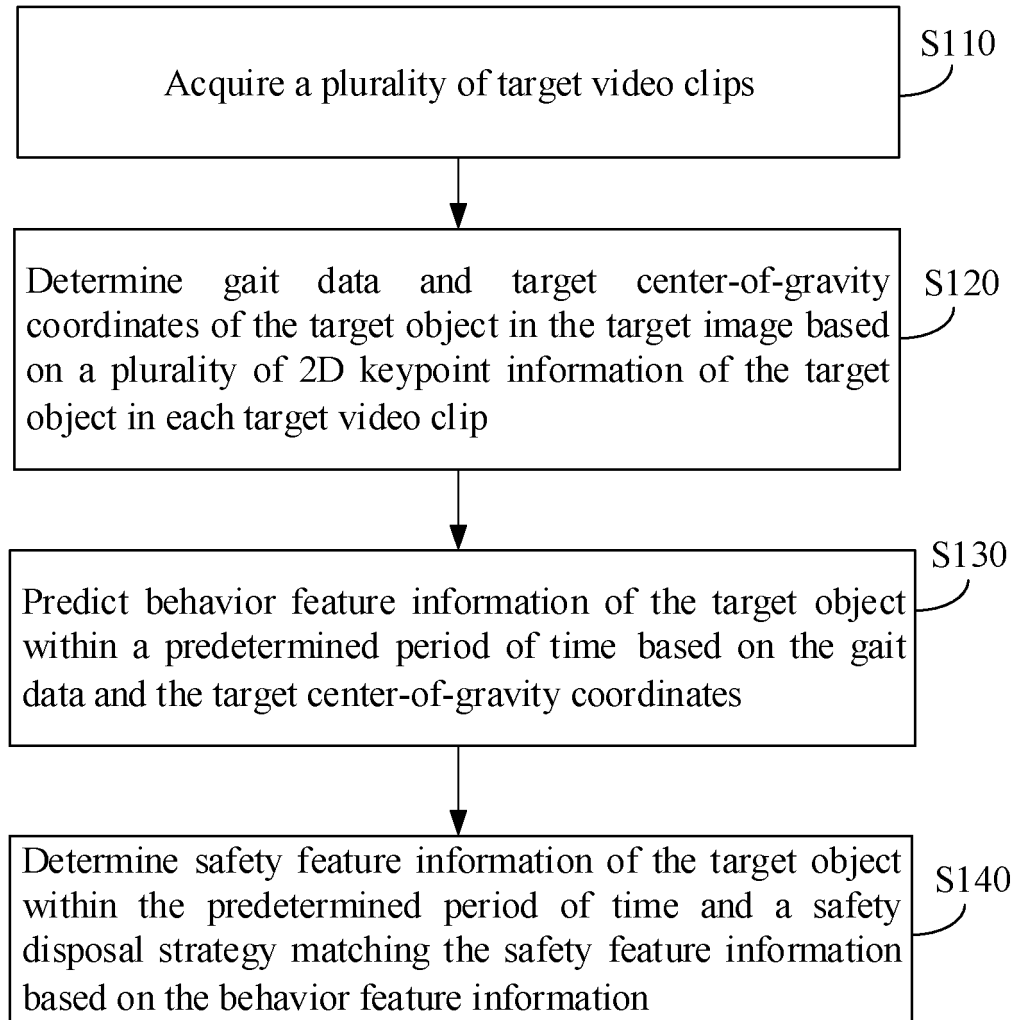 Acquire a plurality of target video clips
S110
Determine gait data and target center-of-gravity
coordinates of the target object in the target image based
on a plurality of 2D keypoint information of the target
object in each target video clip
S120
Predict behavior feature information of the target object
within a predetermined period of time based on the gait
data and the target center-of-gravity coordinates
S130
Determine safety feature information of the target object
within the predetermined period of time and a safety
disposal strategy matching the safety feature information
based on the behavior feature information
S140